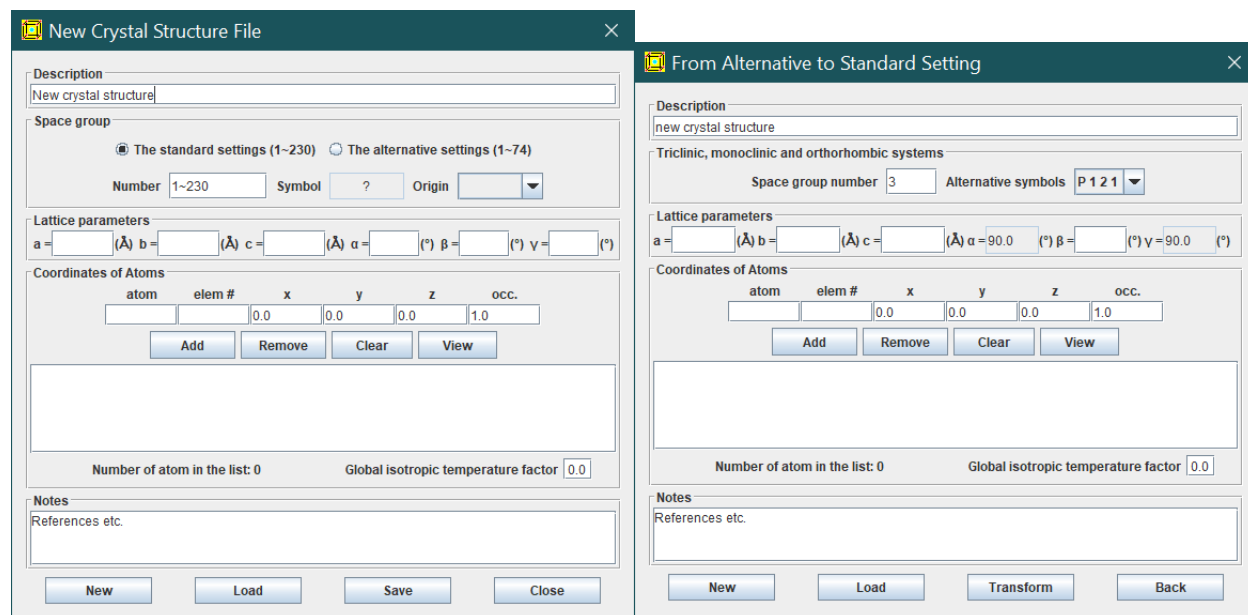 New Crystal Structure File
Description
New crystal structure
Space group
The standard settings (1~230) The alternative settings (1~74)
Number 1~230 Symbol ? Origin
Lattice parameters
a = (Å) b = (Å) c = (Å) α = (°) β = (°) γ = (°)
Coordinates of Atoms
atom elem # x y z occ.
0.0 0.0 0.0 1.0
Add Remove Clear View
Number of atom in the list: 0 Global isotropic temperature factor 0.0
Notes
References etc.
New Load Save Close
From Alternative to Standard Setting
Description
new crystal structure
Triclinic, monoclinic and orthorhombic systems
Space group number 3 Alternative symbols P 1 2 1
Lattice parameters
a = (Å) b = (Å) c = (Å) α = 90.0 (°) β = (°) γ = 90.0 (°)
Coordinates of Atoms
atom elem # x y z occ.
0.0 0.0 0.0 1.0
Add Remove Clear View
Number of atom in the list: 0 Global isotropic temperature factor 0.0
Notes
References etc.
New Load Transform Back